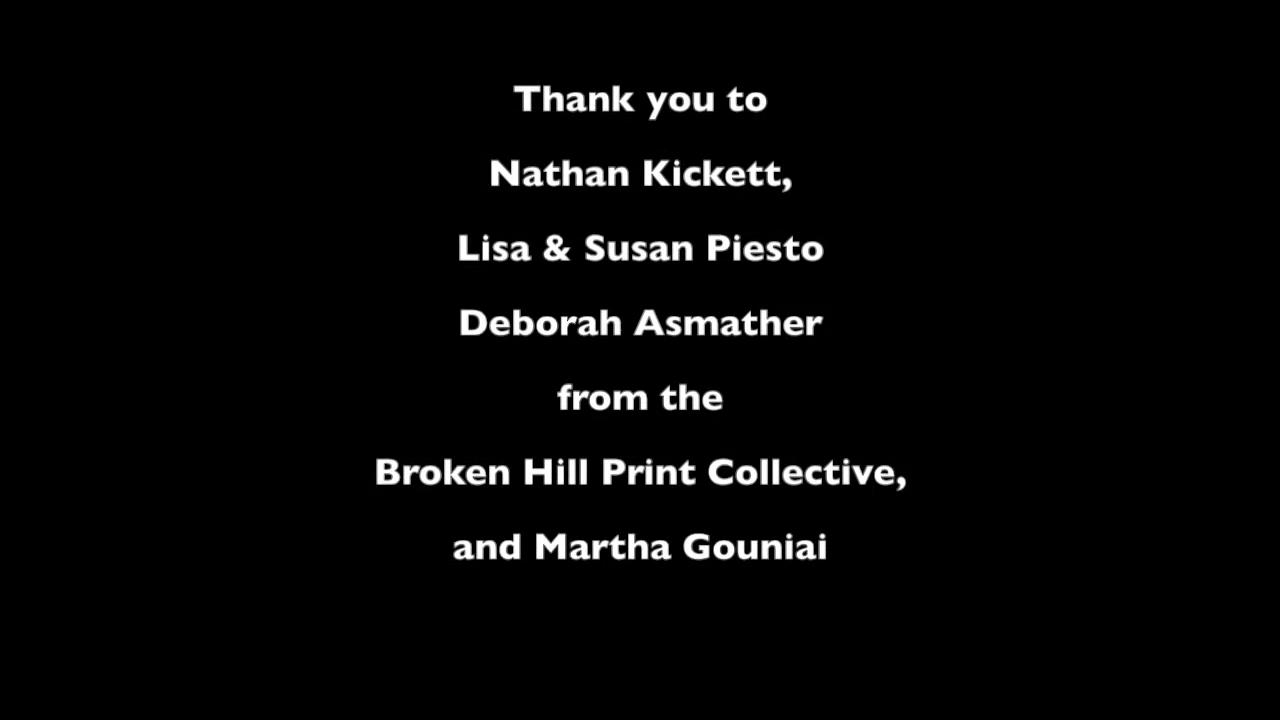 Thank you to
Nathan Kickett,
Lisa & Susan Piesto
Deborah Asmather
from the
Broken Hill Print Collective,
and Martha Gouniai